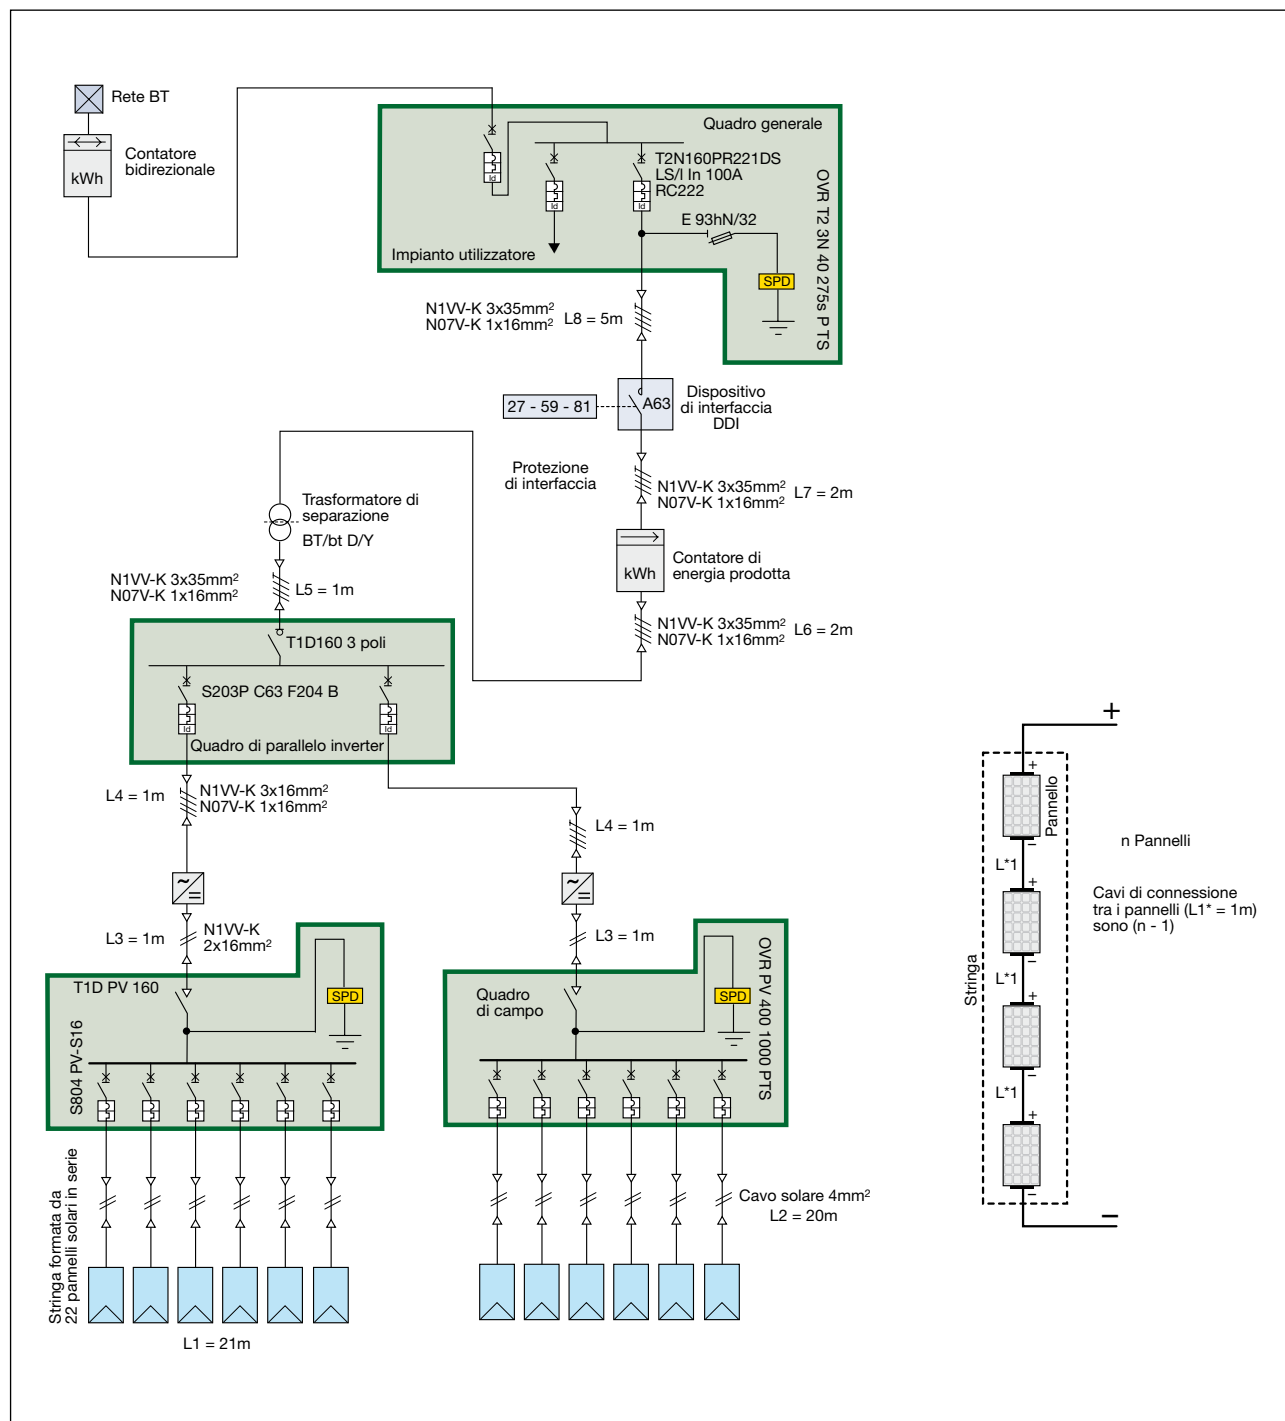 Rete BT
Contatore
bidirezionale
kWh
Quadro generale
T2N160PR221DS
LS/I In 100A
RC222
Id
Id
Id
E 93hN/32
Impianto utilizzatore
SPD
OVR T2 3N 40 275s P TS
N1VV-K 3x35mm²
N07V-K 1x16mm²
L8 = 5m
27 - 59 - 81
A63
Dispositivo
di interfaccia
DDI
Protezione
di interfaccia
N1VV-K 3x35mm²
N07V-K 1x16mm²
L7 = 2m
Trasformatore di
separazione
BT/bt D/Y
kWh
Contatore di
energia prodotta
N1VV-K 3x35mm²
N07V-K 1x16mm²
L5 = 1m
N1VV-K 3x35mm²
N07V-K 1x16mm²
L6 = 2m
T1D160 3 poli
S203P C63 F204 B
Id
Id
Quadro di parallelo inverter
L4 = 1m
N1VV-K 3x16mm²
N07V-K 1x16mm²
L4 = 1m
~
=
~
=
L3 = 1m
N1VV-K
2x16mm²
L3 = 1m
T1D PV 160
SPD
S804 PV-S16
Quadro
di campo
SPD
OVR PV 400 1000 PTS
Stringa formata da
22 pannelli solari in serie
L1 = 21m
Cavo solare 4mm²
L2 = 20m
+
+
Pannello
−
L*1
+
−
L*1
+
−
L*1
+
−
−
Stringa
n Pannelli
Cavi di connessione
tra i pannelli (L1* = 1m)
sono (n - 1)